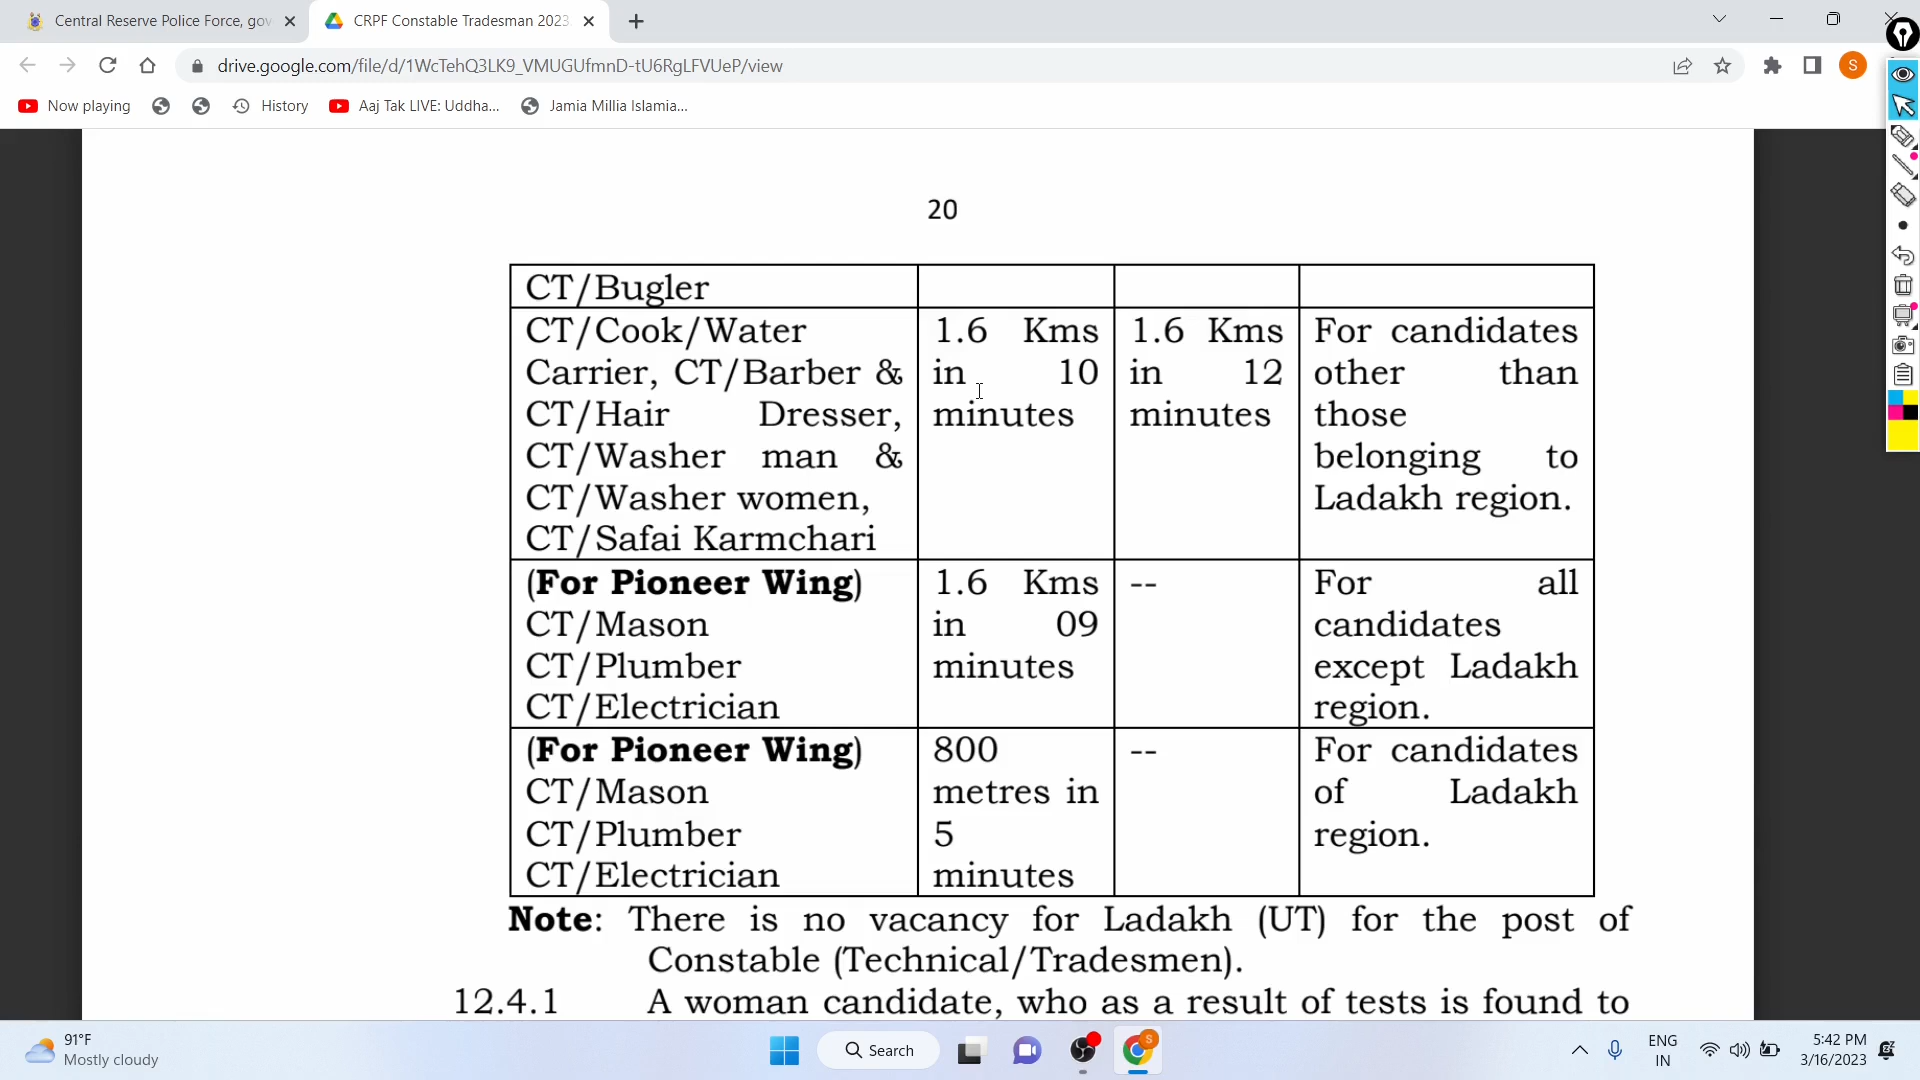 Central Reserve Police Force, gov
CRPF Constable Tradesman 2023
drive.google.com/file/d/1WcTehQ3LK9_VMUGUfmnD-tU6RgLFVUeP/view
S
Now playing
History
Aaj Tak LIVE: Uddha...
Jamia Millia Islamia...
20
CT/Bugler
CT/Cook/Water 1.6 Kms 1.6 Kms For candidates
Carrier, CT/Barber & in 10 in 12 other than
CT/Hair Dresser, minutes minutes those
CT/Washer man & belonging to
CT/Washer women, Ladakh region.
CT/Safai Karmchari
(For Pioneer Wing) 1.6 Kms -- For all
CT/Mason in 09 candidates
CT/Plumber minutes except Ladakh
CT/Electrician region.
(For Pioneer Wing) 800 -- For candidates
CT/Mason metres in of Ladakh
CT/Plumber 5 region.
CT/Electrician minutes
Note: There is no vacancy for Ladakh (UT) for the post of
Constable (Technical/Tradesmen).
12.4.1 A woman candidate, who as a result of tests is found to
91°F
Mostly cloudy
Search
S
ENG
IN
5:42 PM
3/16/2023